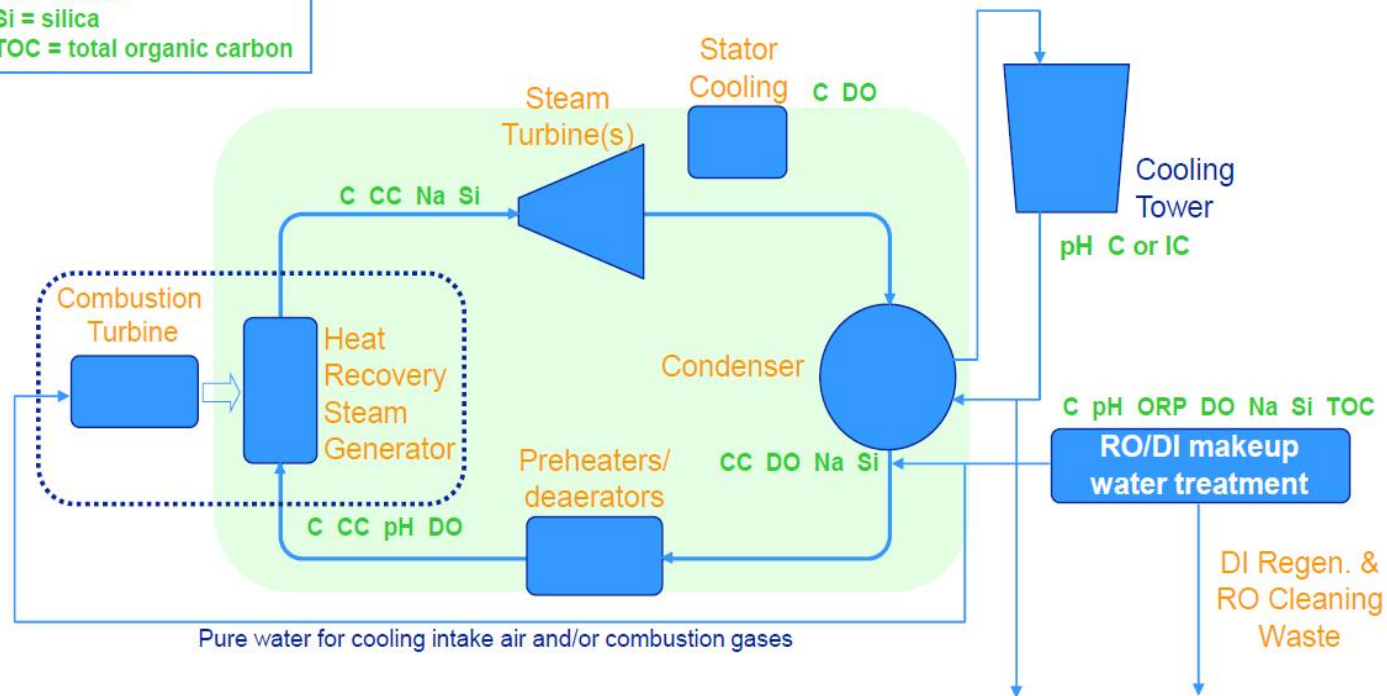 Si = silica
TOC = total organic carbon
Stator
Cooling
C DO
Steam
Turbine(s)
C CC Na Si
Cooling
Tower
pH C or IC
Combustion
Turbine
Heat
Recovery
Steam
Generator
Condenser
C pH ORP DO Na Si TOC
RO/DI makeup
water treatment
Preheaters/
deaerators
CC DO Na Si
C CC pH DO
DI Regen. &
RO Cleaning
Waste
Pure water for cooling intake air and/or combustion gases